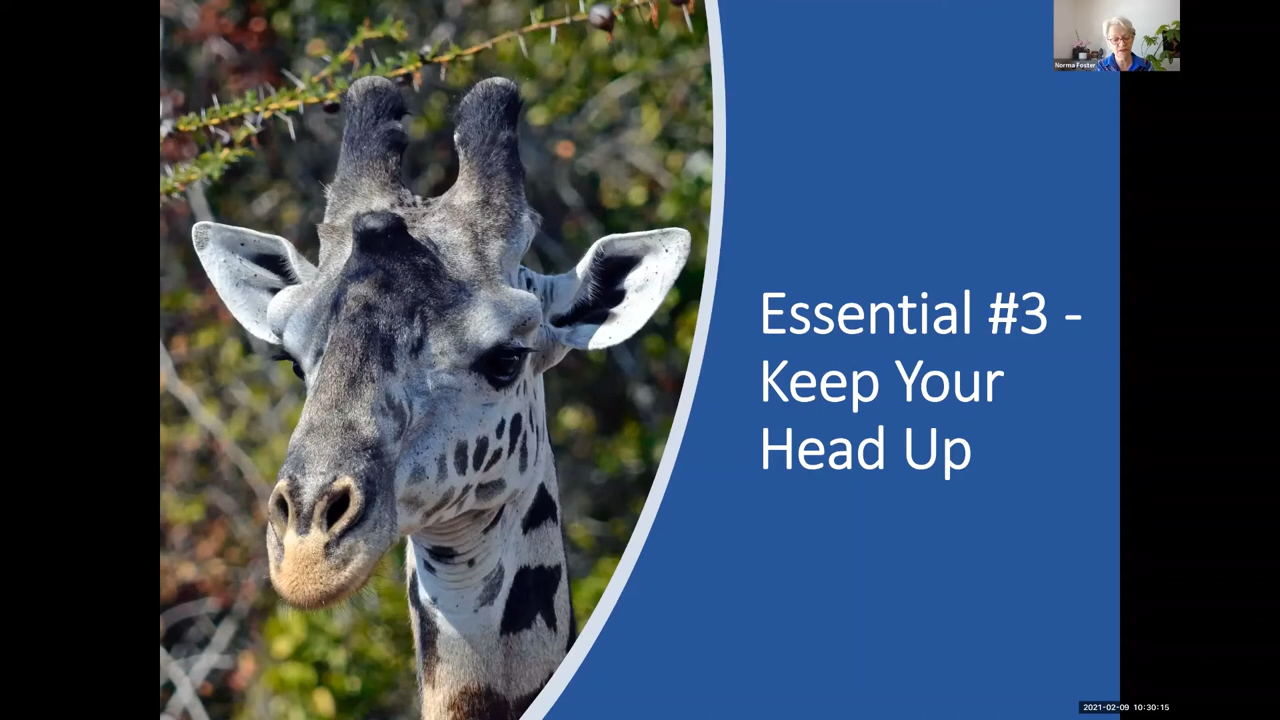 Norma Foster
Essential #3 -
Keep Your
Head Up
2021-02-09 10:30:15